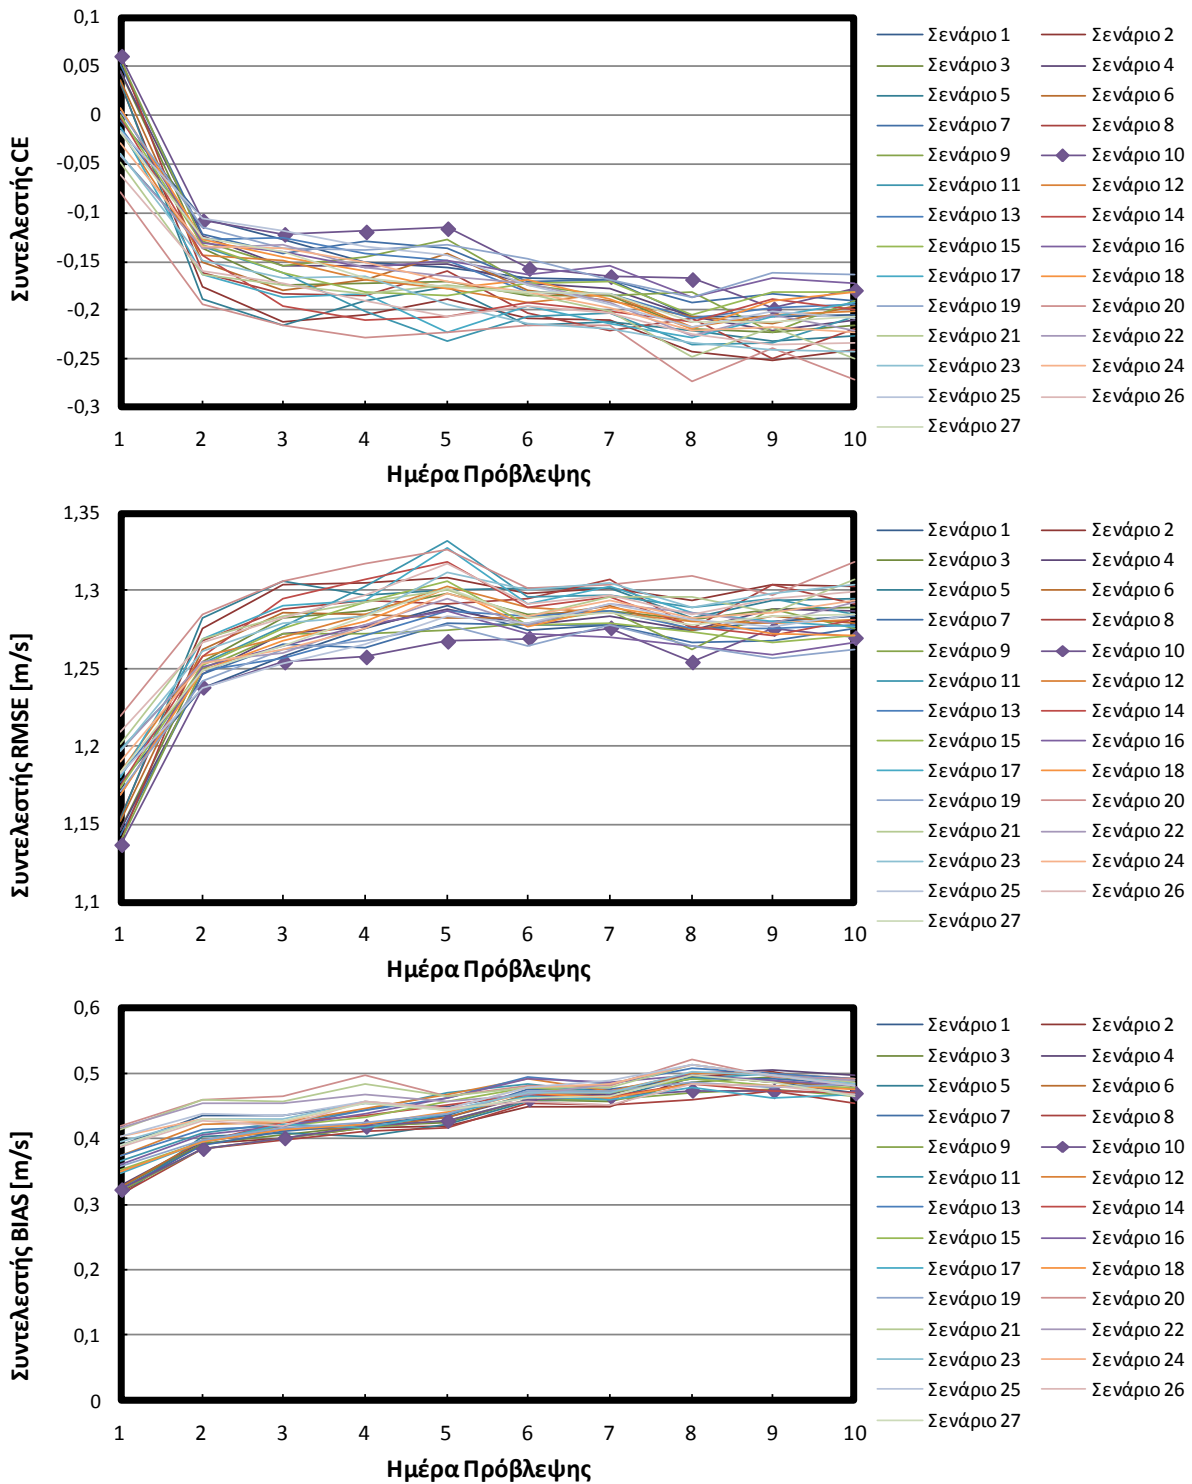 0,1
0,05
0
-0,05
-0,1
-0,15
-0,2
-0,25
-0,3
Συντελεστής CE
1 2 3 4 5 6 7 8 9 10
Ημέρα Πρόβλεψης
Σενάριο 1 Σενάριο 2
Σενάριο 3 Σενάριο 4
Σενάριο 5 Σενάριο 6
Σενάριο 7 Σενάριο 8
Σενάριο 9 Σενάριο 10
Σενάριο 11 Σενάριο 12
Σενάριο 13 Σενάριο 14
Σενάριο 15 Σενάριο 16
Σενάριο 17 Σενάριο 18
Σενάριο 19 Σενάριο 20
Σενάριο 21 Σενάριο 22
Σενάριο 23 Σενάριο 24
Σενάριο 25 Σενάριο 26
Σενάριο 27
1,35
1,3
1,25
1,2
1,15
1,1
Συντελεστής RMSE [m/s]
1 2 3 4 5 6 7 8 9 10
Ημέρα Πρόβλεψης
Σενάριο 1 Σενάριο 2
Σενάριο 3 Σενάριο 4
Σενάριο 5 Σενάριο 6
Σενάριο 7 Σενάριο 8
Σενάριο 9 Σενάριο 10
Σενάριο 11 Σενάριο 12
Σενάριο 13 Σενάριο 14
Σενάριο 15 Σενάριο 16
Σενάριο 17 Σενάριο 18
Σενάριο 19 Σενάριο 20
Σενάριο 21 Σενάριο 22
Σενάριο 23 Σενάριο 24
Σενάριο 25 Σενάριο 26
Σενάριο 27
0,6
0,5
0,4
0,3
0,2
0,1
0
Συντελεστής BIAS [m/s]
1 2 3 4 5 6 7 8 9 10
Ημέρα Πρόβλεψης
Σενάριο 1 Σενάριο 2
Σενάριο 3 Σενάριο 4
Σενάριο 5 Σενάριο 6
Σενάριο 7 Σενάριο 8
Σενάριο 9 Σενάριο 10
Σενάριο 11 Σενάριο 12
Σενάριο 13 Σενάριο 14
Σενάριο 15 Σενάριο 16
Σενάριο 17 Σενάριο 18
Σενάριο 19 Σενάριο 20
Σενάριο 21 Σενάριο 22
Σενάριο 23 Σενάριο 24
Σενάριο 25 Σενάριο 26
Σενάριο 27